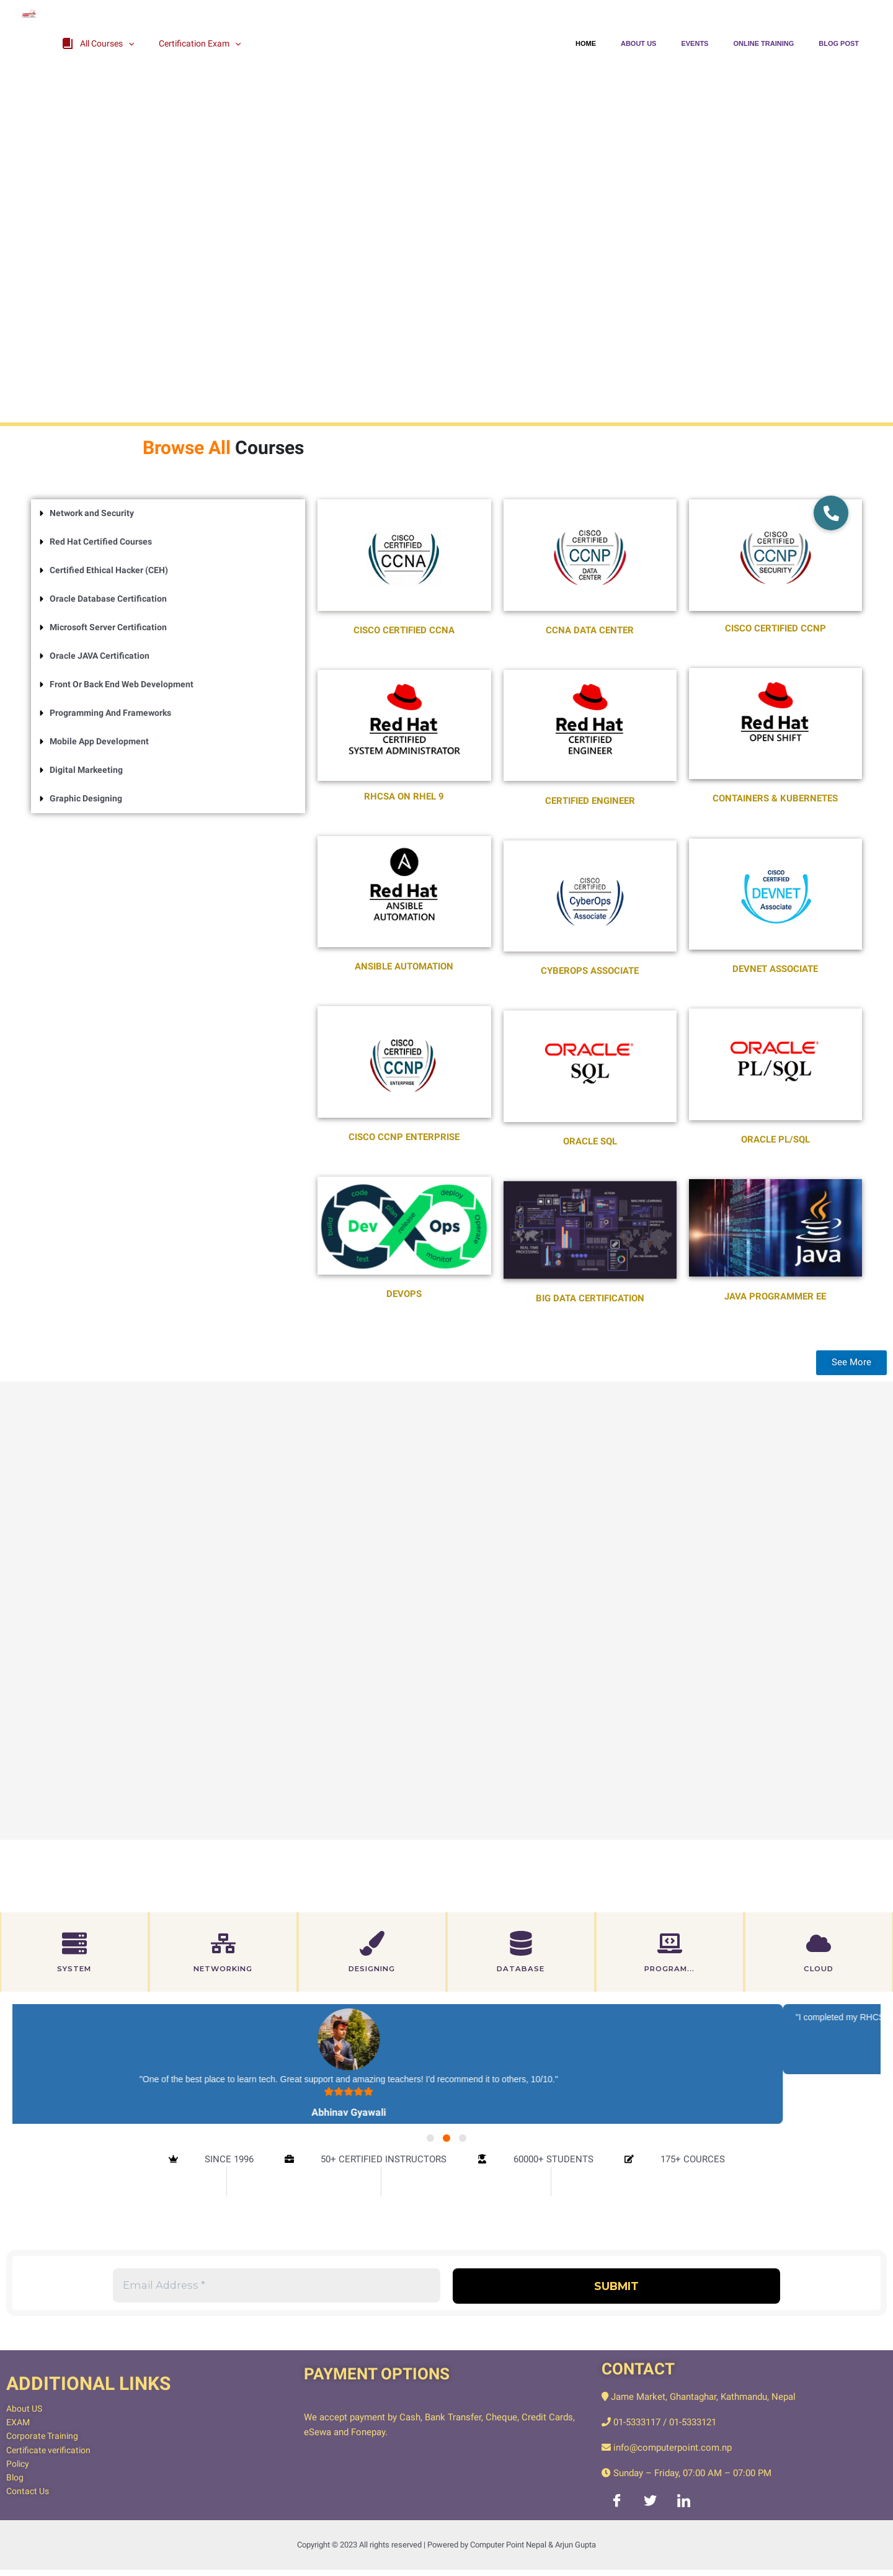 All Courses
Certification Exam
HOME
ABOUT US
EVENTS
ONLINE TRAINING
BLOG POST
Browse All Courses
Network and Security
Red Hat Certified Courses
Certified Ethical Hacker (CEH)
Oracle Database Certification
Microsoft Server Certification
Oracle JAVA Certification
Front Or Back End Web Development
Programming And Frameworks
Mobile App Development
Digital Markeeting
Graphic Designing
CISCO
CERTIFIED
CCNA
CISCO CERTIFIED CCNA
CISCO
CERTIFIED
CCNP
DATA
CENTER
CCNA DATA CENTER
CISCO
CERTIFIED
CCNP
SECURITY
CISCO CERTIFIED CCNP
Red Hat
CERTIFIED
SYSTEM ADMINISTRATOR
RHCSA ON RHEL 9
Red Hat
CERTIFIED
ENGINEER
CERTIFIED ENGINEER
Red Hat
OPEN SHIFT
CONTAINERS & KUBERNETES
Red Hat
ANSIBLE
AUTOMATION
ANSIBLE AUTOMATION
CISCO
CERTIFIED
CyberOps
Associate
CYBEROPS ASSOCIATE
CISCO
CERTIFIED
DEVNET
Associate
DEVNET ASSOCIATE
CISCO
CERTIFIED
CCNP
ENTERPRISE
CISCO CCNP ENTERPRISE
ORACLE
SQL
ORACLE SQL
ORACLE
PL/SQL
ORACLE PL/SQL
code
deploy
plan
release
Operate
test
monitor
Dev
Ops
DEVOPS
REAL TIME
PROCESSING
MACHINE LEARNING
BIG DATA CERTIFICATION
Java
JAVA PROGRAMMER EE
See More
SYSTEM
NETWORKING
DESIGNING
DATABASE
PROGRAM...
CLOUD
"One of the best place to learn tech. Great support and amazing teachers! I'd recommend it to others, 10/10."
Abhinav Gyawali
"I completed my RHCS
SINCE 1996
50+ CERTIFIED INSTRUCTORS
60000+ STUDENTS
175+ COURCES
Email Address *
SUBMIT
ADDITIONAL LINKS
About US
EXAM
Corporate Training
Certificate verification
Policy
Blog
Contact Us
PAYMENT OPTIONS
We accept payment by Cash, Bank Transfer, Cheque, Credit Cards,
eSewa and Fonepay.
CONTACT
Jame Market, Ghantaghar, Kathmandu, Nepal
01-5333117 / 01-5333121
info@computerpoint.com.np
Sunday – Friday, 07:00 AM – 07:00 PM
Copyright © 2023 All rights reserved | Powered by Computer Point Nepal & Arjun Gupta